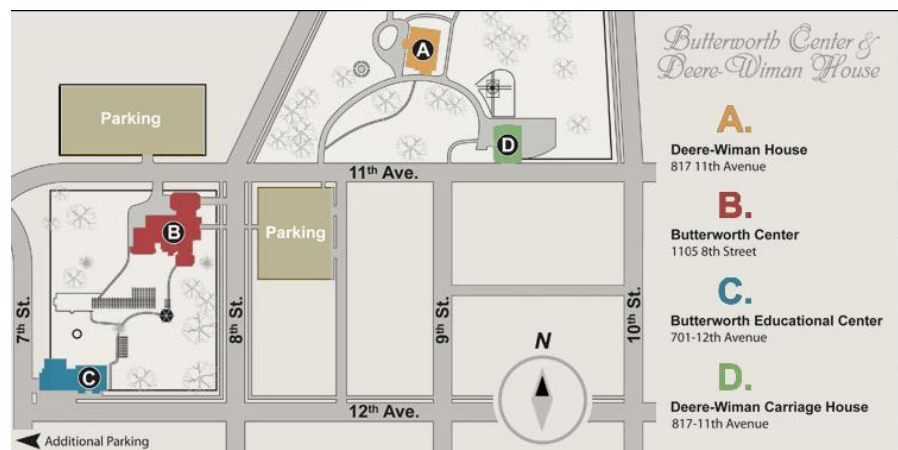 Butterworth Center &
Deere-Wiman House
A
Parking
D
11th Ave.
B
Parking
7th St.
8th St.
9th St.
10th St.
N
C
12th Ave.
Additional Parking
A.
Deere-Wiman House
817 11th Avenue
B.
Butterworth Center
1105 8th Street
C.
Butterworth Educational Center
701-12th Avenue
D.
Deere-Wiman Carriage House
817-11th Avenue